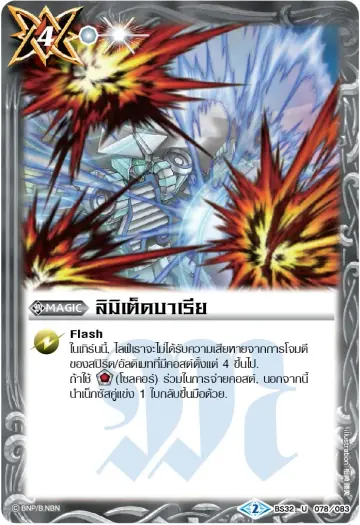 4
MAGIC ลิมิเต็ดบาเรีย
Flash
ในเทิร์นนี้, ไลฟ์เราจะไม่ได้รับความเสียหายจากการโจมตี
ของสปิริต/อัลติเมทที่มีคอสต์ตั้งแต่ 4 ขึ้นไป.
ถ้าใช้ (โซลคอร์) ร่วมในการจ่ายคอสต์, นอกจากนี้
นำเน็กซัสคู่แข่ง 1 ใบกลับขึ้นมือด้วย.
©BNP/B.NBN
2 BS32 - U 078 / 083
Illustration